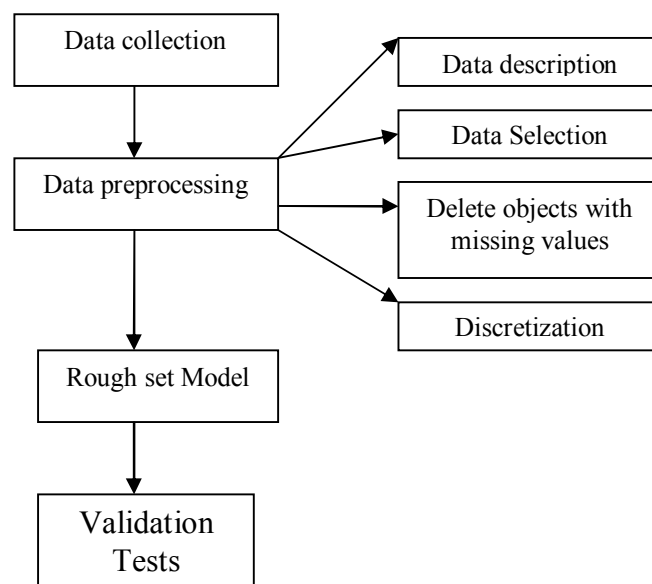 Data collection
Data description
Data Selection
Data preprocessing
Delete objects with
missing values
Discretization
Rough set Model
Validation
Tests